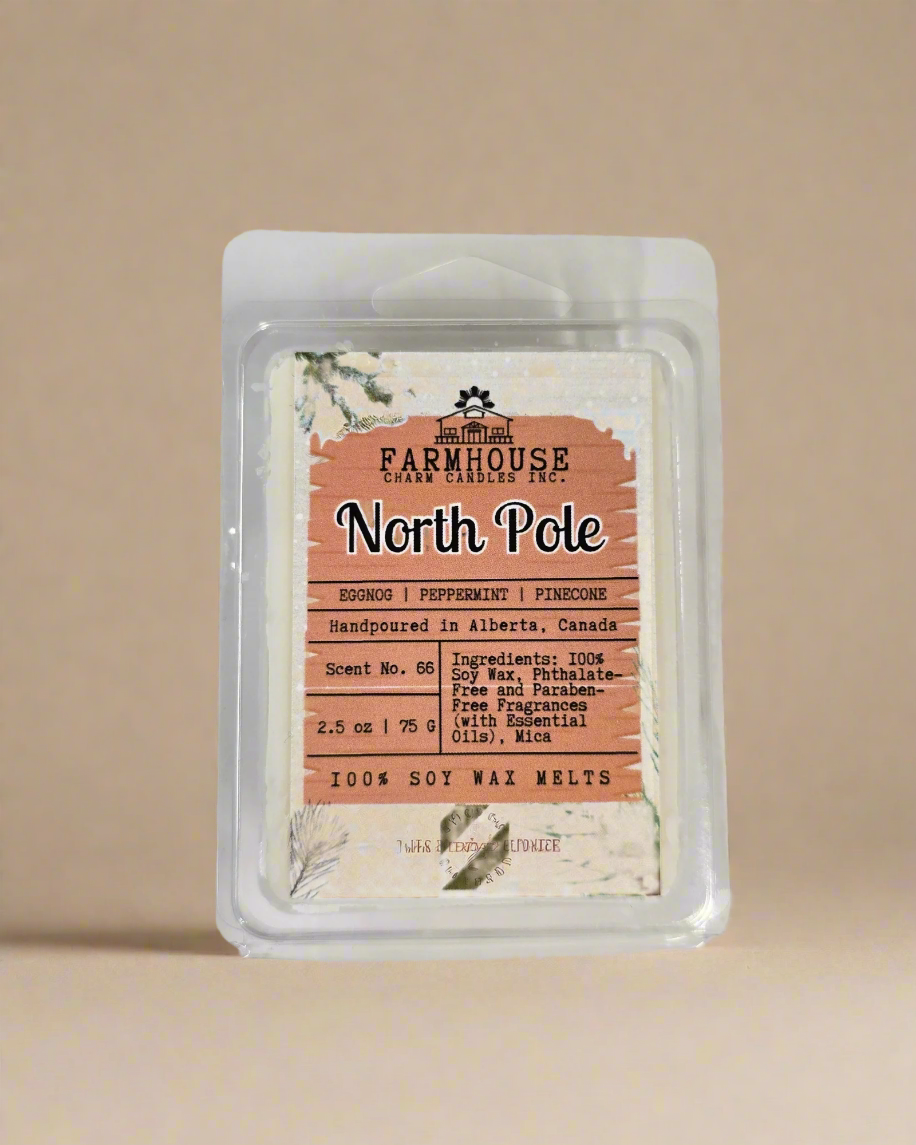 FARMHOUSE
CHARM CANDLES INC.
North Pole
EGGNOG | PEPPERMINT | PINECONE
Handpoured in Alberta, Canada
Scent No. 66
2.5 oz | 75 G
Ingredients: 100%
Soy Wax, Phthalate-
Free and Paraben-
Free Fragrances
(with Essential
Oils), Mica
100% SOY WAX MELTS